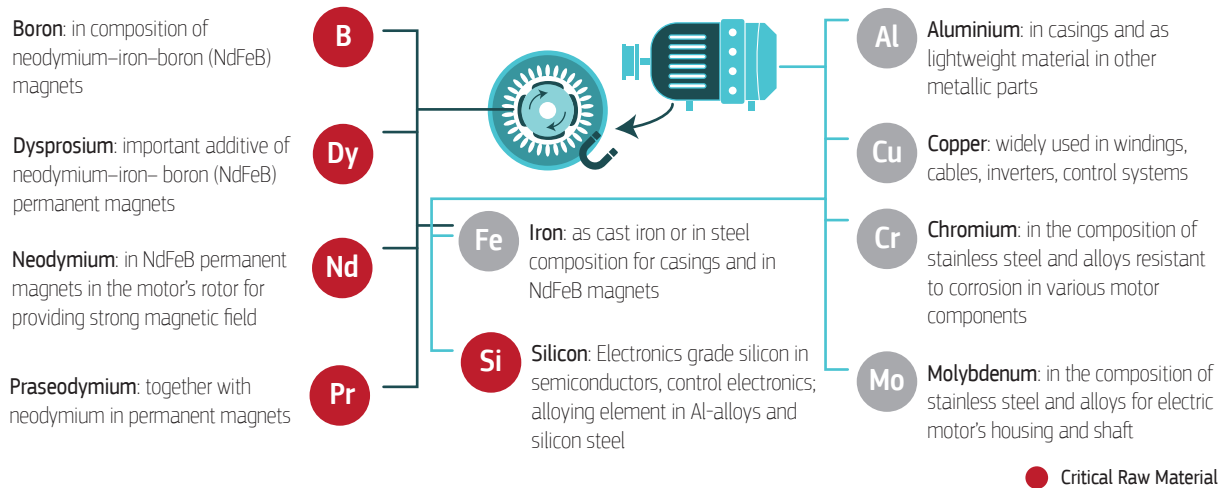 B
Boron: in composition of
neodymium–iron–boron (NdFeB)
magnets
Dy
Dysprosium: important additive of
neodymium–iron– boron (NdFeB)
permanent magnets
Nd
Neodymium: in NdFeB permanent
magnets in the motor's rotor for
providing strong magnetic field
Pr
Praseodymium: together with
neodymium in permanent magnets
Fe
Iron: as cast iron or in steel
composition for casings and in
NdFeB magnets
Si
Silicon: Electronics grade silicon in
semiconductors, control electronics;
alloying element in Al-alloys and
silicon steel
Al
Aluminium: in casings and as
lightweight material in other
metallic parts
Cu
Copper: widely used in windings,
cables, inverters, control systems
Cr
Chromium: in the composition of
stainless steel and alloys resistant
to corrosion in various motor
components
Mo
Molybdenum: in the composition of
stainless steel and alloys for electric
motor's housing and shaft
Critical Raw Material